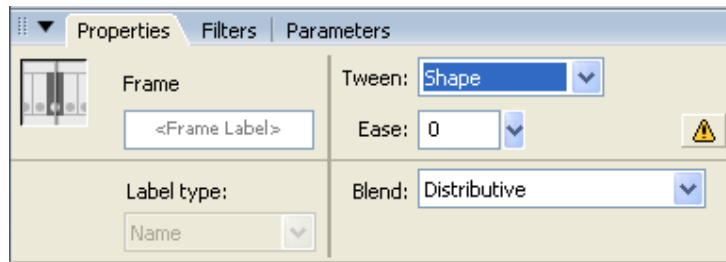 Properties Filters Parameters
Frame
<Frame Label>
Tween: Shape
Ease: 0
Label type:
Name
Blend: Distributive